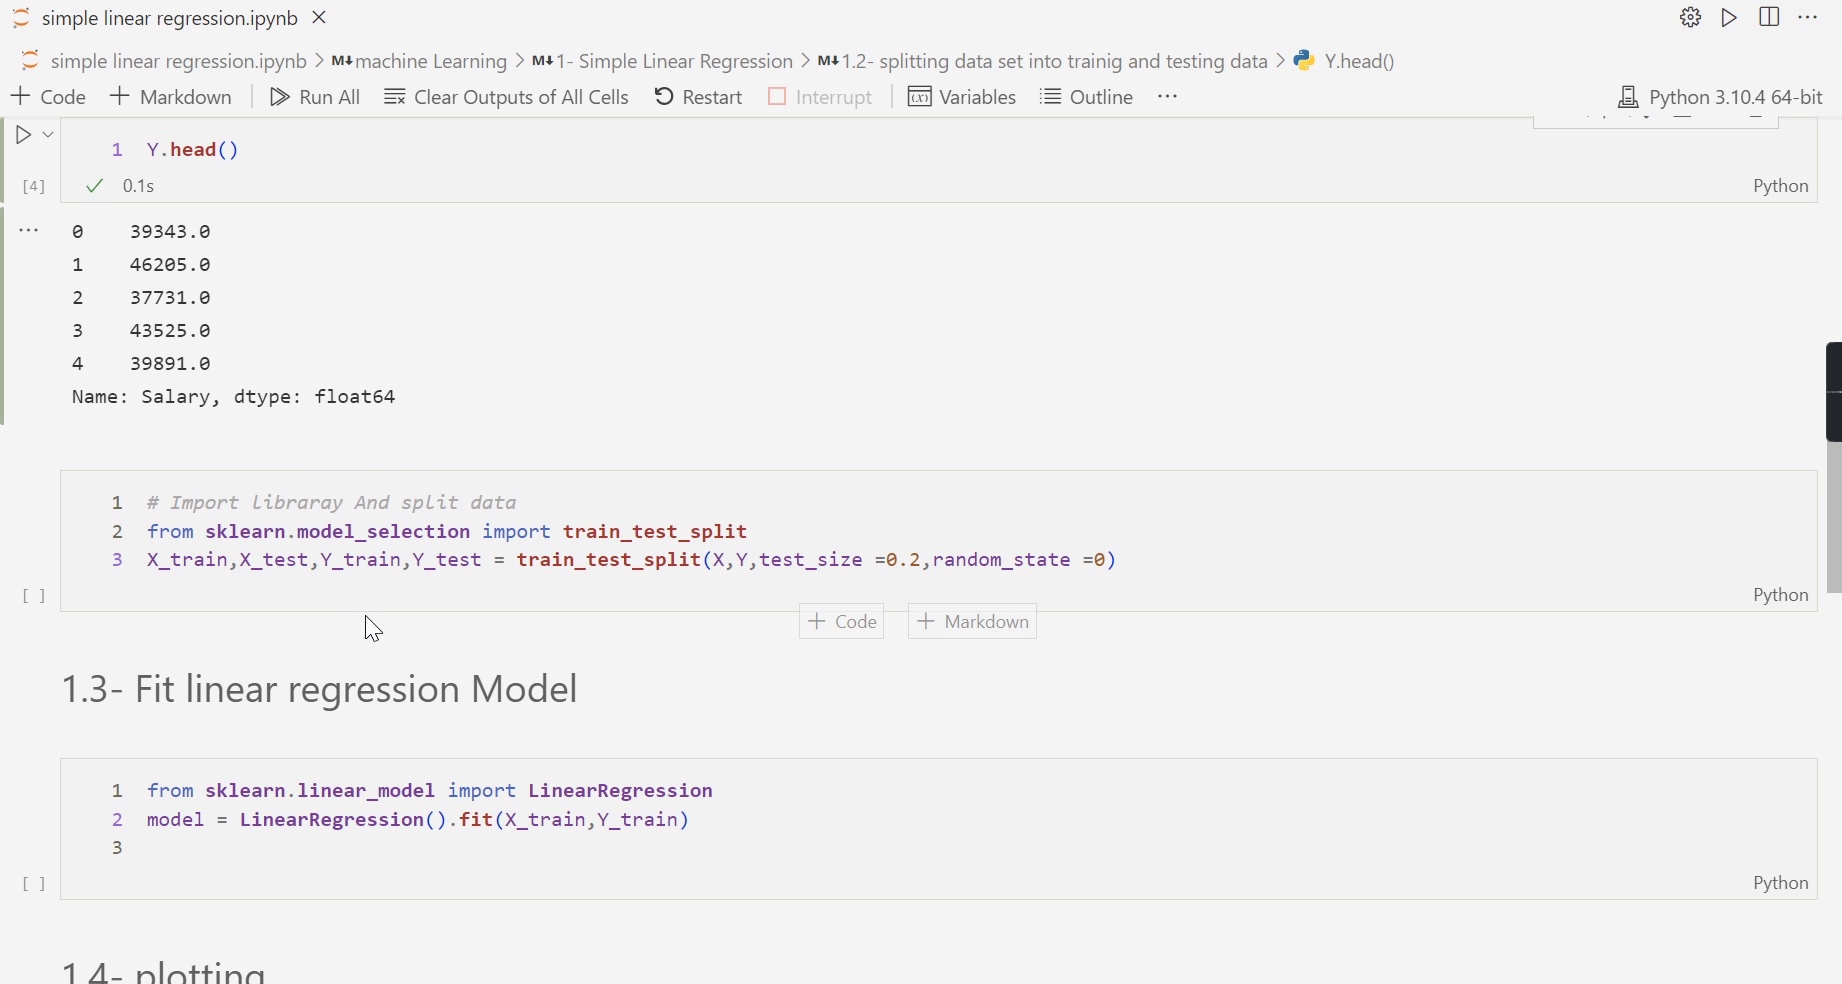 simple linear regression.ipynb
simple linear regression.ipynb > M↓ machine Learning > M↓ 1- Simple Linear Regression > M↓ 1.2- splitting data set into trainig and testing data > Y.head()
+ Code + Markdown Run All Clear Outputs of All Cells Restart Interrupt Variables Outline ··· Python 3.10.4 64-bit
1 Y.head()
[4] ✓ 0.1s Python
0 39343.0
1 46205.0
2 37731.0
3 43525.0
4 39891.0
Name: Salary, dtype: float64
1 # Import libraray And split data
2 from sklearn.model_selection import train_test_split
3 X_train,X_test,Y_train,Y_test = train_test_split(X,Y,test_size =0.2,random_state =0)
[ ] Python
+ Code + Markdown
1.3- Fit linear regression Model
1 from sklearn.linear_model import LinearRegression
2 model = LinearRegression().fit(X_train,Y_train)
3
[ ] Python
1.4- plotting